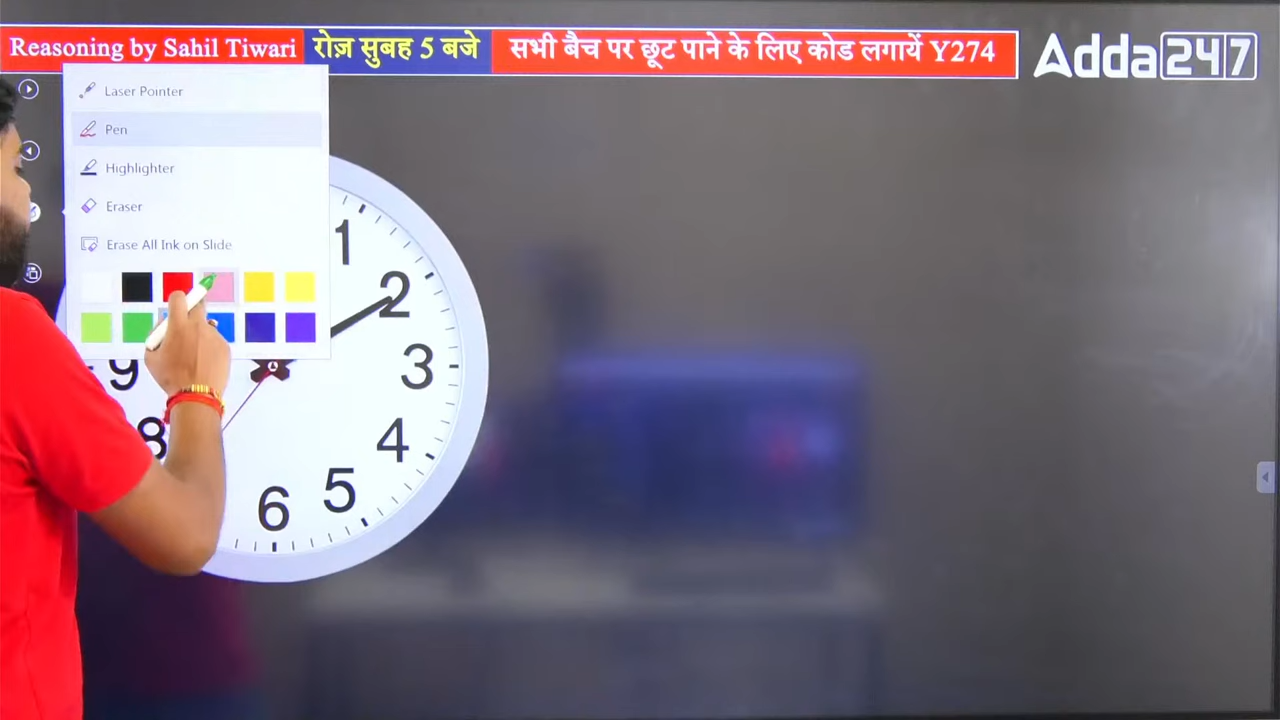 Reasoning by Sahil Tiwari रोज़ सुबह 5 बजे सभी बैच पर छूट पाने के लिए कोड लगायें Y274 Adda247
Laser Pointer
Pen
Highlighter
Eraser
Erase All Ink on Slide
1
2
3
4
5
6
8
9